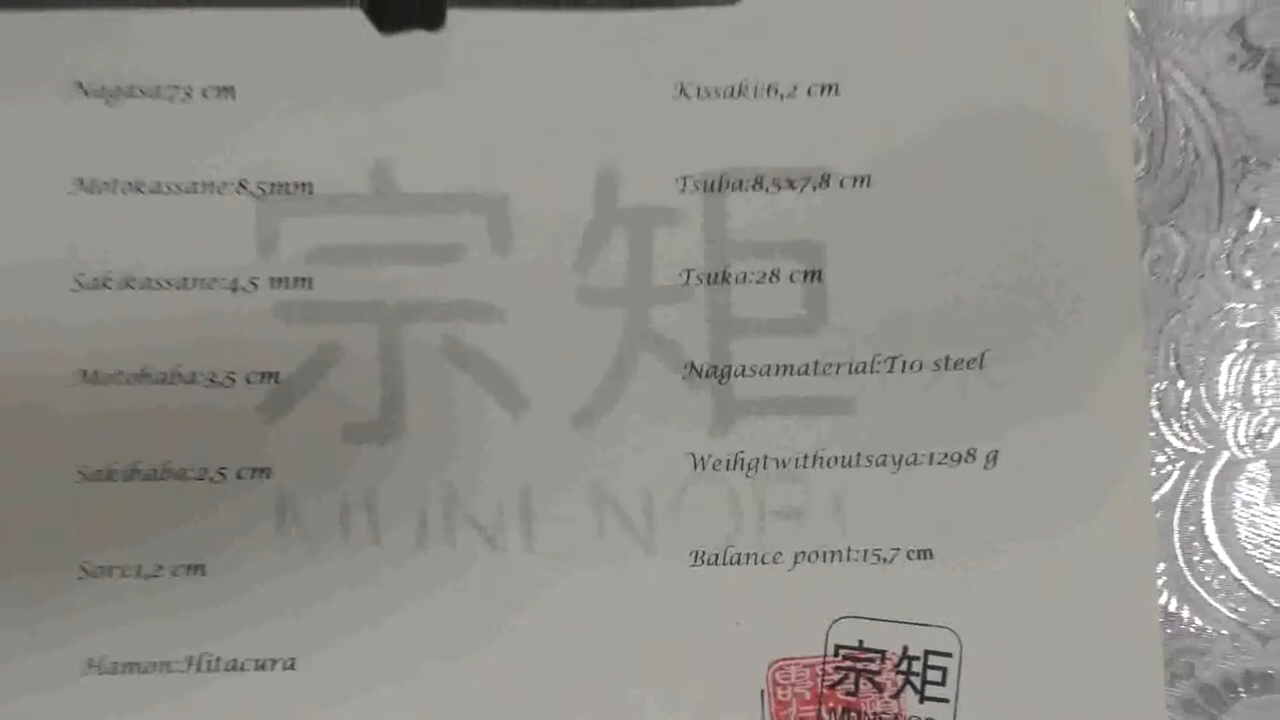 Nagasa:73 cm
Motokassane:8,5mm
Sakikassane:4,5 mm
Motohaba:3,5 cm
Sakihaba:2,5 cm
Sori:1,2 cm
Hamon:Hitacura
Kissaki:6,2 cm
Tsuba:8,5x7,8 cm
Tsuka:28 cm
Nagasamaterial:T10 steel
Weihgtwithoutsaya:1298 g
Balance point:15,7 cm
宗矩
MUNENORI
宗矩